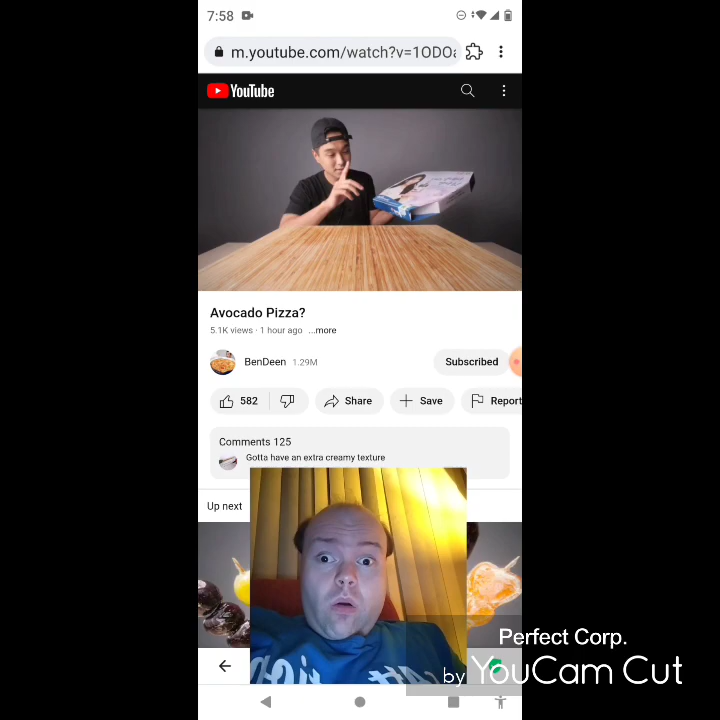 7:58
m.youtube.com/watch?v=1ODO
YouTube
Avocado Pizza?
5.1K views · 1 hour ago ...more
BenDeen 1.29M
Subscribed
582
Share
Save
Report
Comments 125
Gotta have an extra creamy texture
Up next
Perfect Corp.
by YouCam Cut